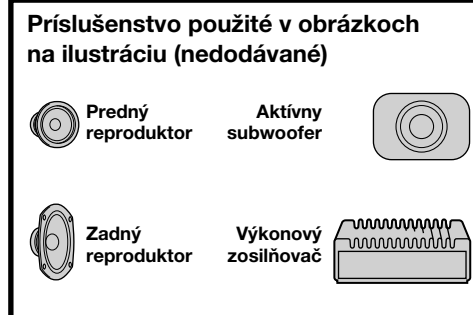 Príslušenstvo použité v obrázkoch
na ilustráciu (nedodávané)
Predný
reproduktor
Aktívny
subwoofer
Zadný
reproduktor
Výkonový
zosilňovač